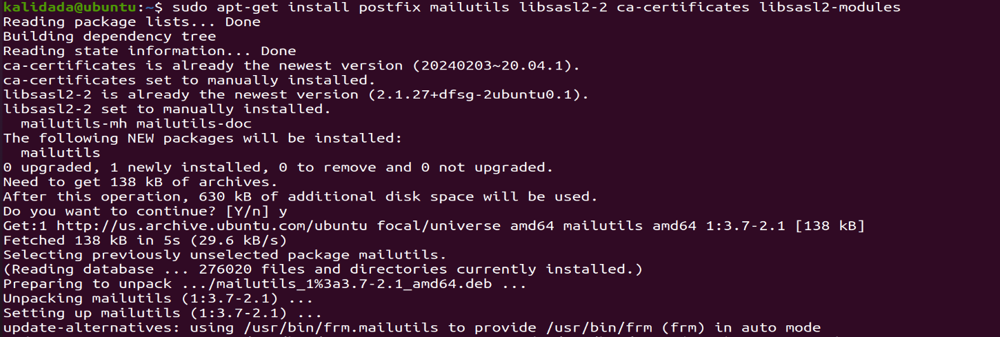 kalidada@ubuntu:~$ sudo apt-get install postfix mailutils libsasl2-2 ca-certificates libsasl2-modules
Reading package lists... Done
Building dependency tree
Reading state information... Done
ca-certificates is already the newest version (20240203~20.04.1).
ca-certificates set to manually installed.
libsasl2-2 is already the newest version (2.1.27+dfsg-2ubuntu0.1).
libsasl2-2 set to manually installed.
  mailutils-mh mailutils-doc
The following NEW packages will be installed:
  mailutils
0 upgraded, 1 newly installed, 0 to remove and 0 not upgraded.
Need to get 138 kB of archives.
After this operation, 630 kB of additional disk space will be used.
Do you want to continue? [Y/n] y
Get:1 http://us.archive.ubuntu.com/ubuntu focal/universe amd64 mailutils amd64 1:3.7-2.1 [138 kB]
Fetched 138 kB in 5s (29.6 kB/s)
Selecting previously unselected package mailutils.
(Reading database ... 276020 files and directories currently installed.)
Preparing to unpack .../mailutils_1%3a3.7-2.1_amd64.deb ...
Unpacking mailutils (1:3.7-2.1) ...
Setting up mailutils (1:3.7-2.1) ...
update-alternatives: using /usr/bin/frm.mailutils to provide /usr/bin/frm (frm) in auto mode